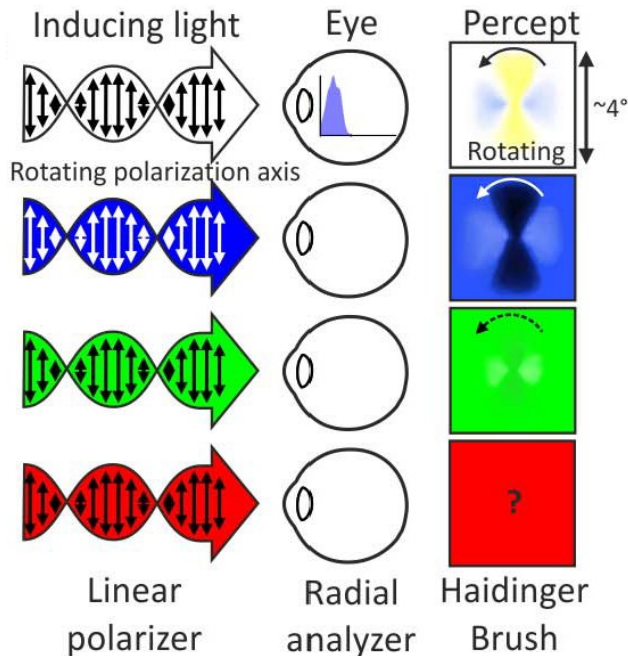 Inducing light
Eye
Percept
~4°
Rotating
Rotating polarization axis
?
Linear
polarizer
Radial
analyzer
Haidinger
Brush